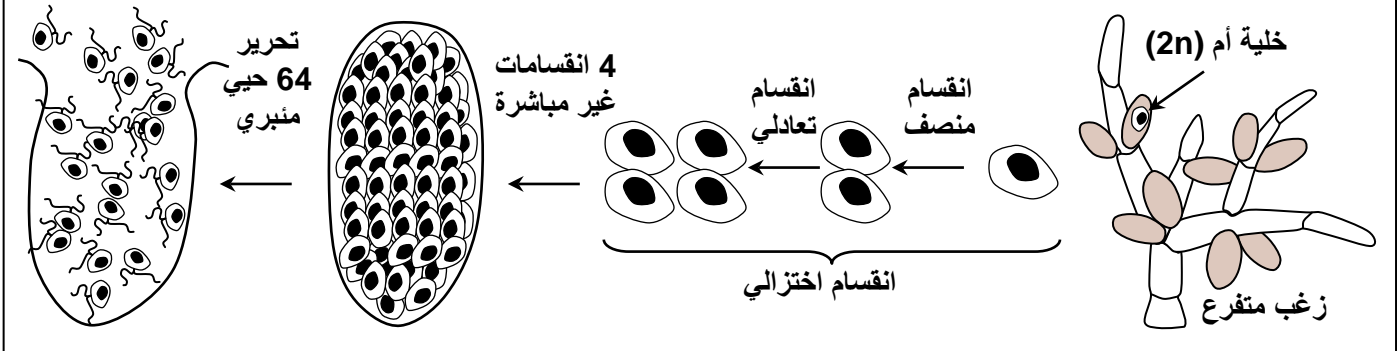 خلية أم (2n)
زغب متفرع
انقسام
منصف
انقسام
تعادلي
انقسام اختزالي
4 انقسامات
غير مباشرة
تحرير
64 حيي
مئبري